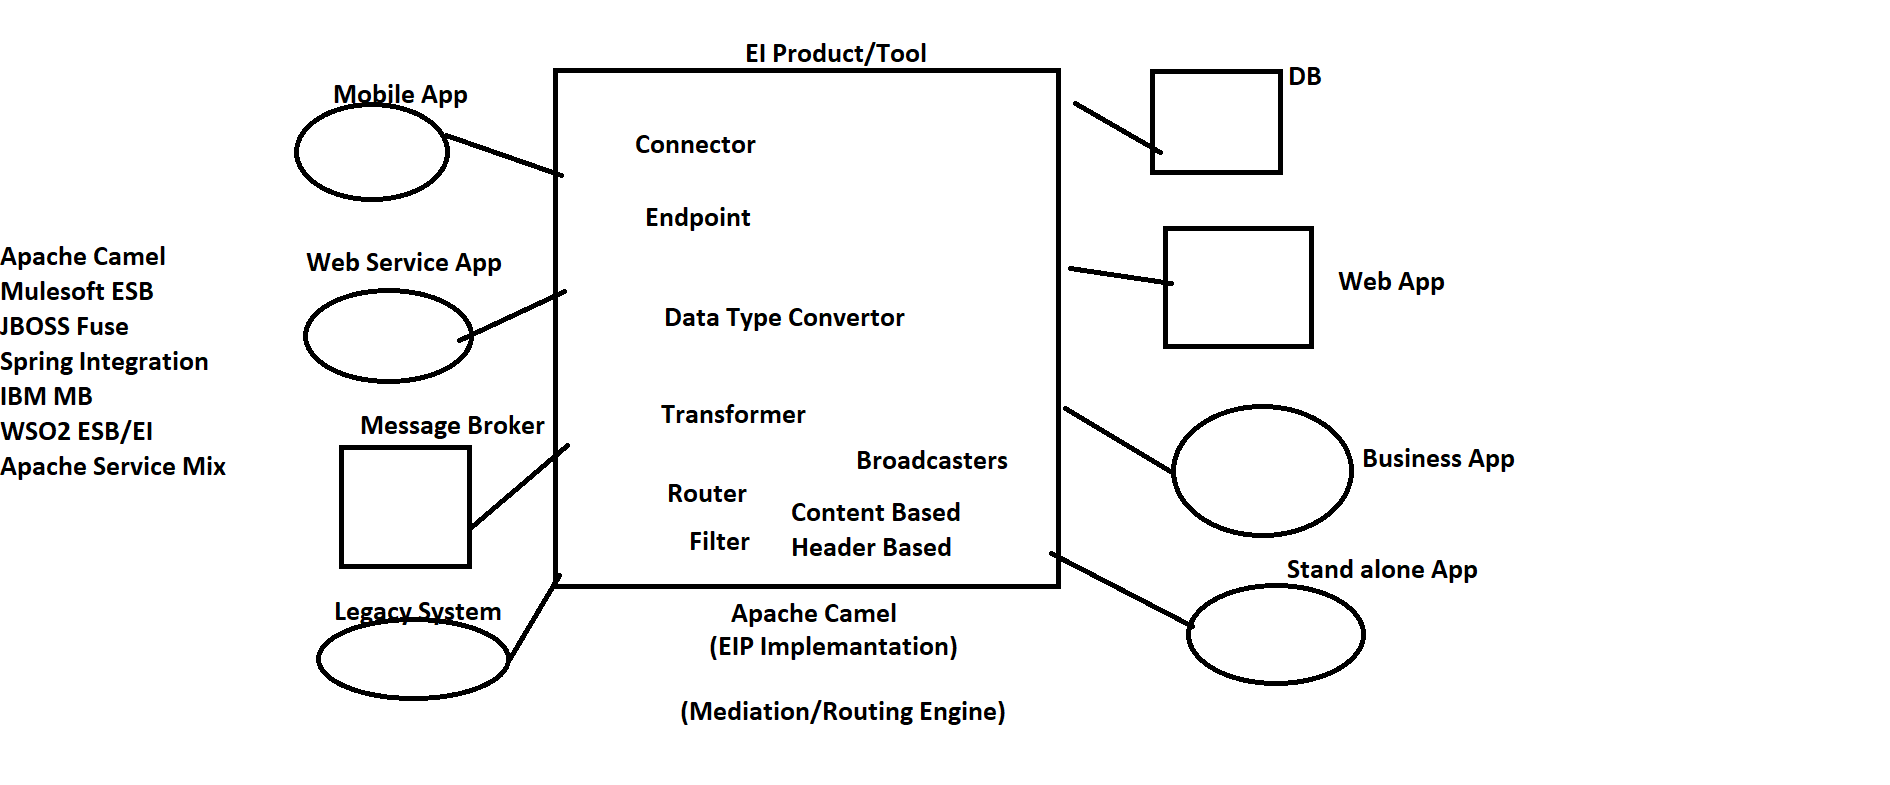 EI Product/Tool
Mobile App
DB
Connector
Endpoint
Web Service App
Web App
Apache Camel
Mulesoft ESB
JBOSS Fuse
Spring Integration
IBM MB
WSO2 ESB/EI
Apache Service Mix
Data Type Convertor
Transformer
Message Broker
Broadcasters
Business App
Router
Content Based
Filter
Header Based
Stand alone App
Legacy System
Apache Camel
(EIP Implemantation)
(Mediation/Routing Engine)